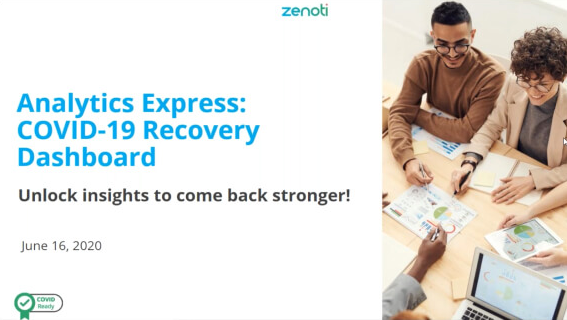 zenoti
Analytics Express:
COVID-19 Recovery
Dashboard
Unlock insights to come back stronger!
June 16, 2020
COVID
Ready